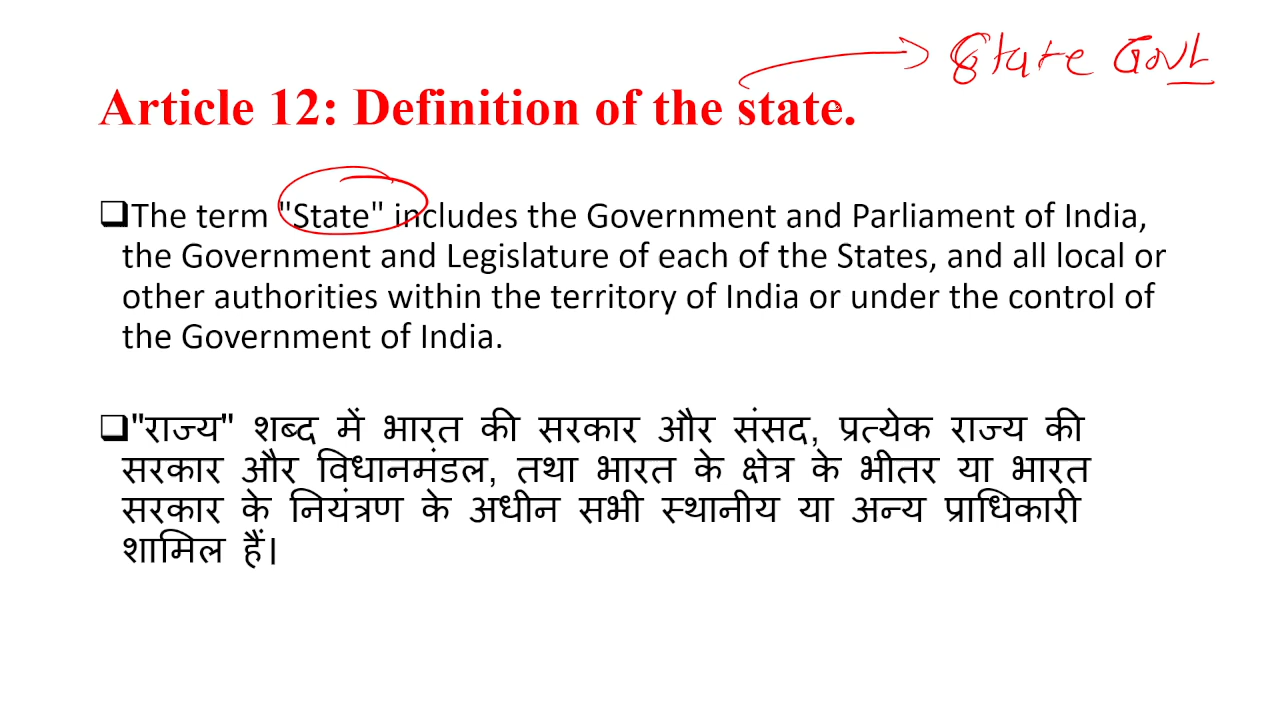 State Govt
Article 12: Definition of the state.
❑The term "State" includes the Government and Parliament of India,
the Government and Legislature of each of the States, and all local or
other authorities within the territory of India or under the control of
the Government of India.
❑"राज्य" शब्द में भारत की सरकार और संसद, प्रत्येक राज्य की
सरकार और विधानमंडल, तथा भारत के क्षेत्र के भीतर या भारत
सरकार के नियंत्रण के अधीन सभी स्थानीय या अन्य प्राधिकारी
शामिल हैं।